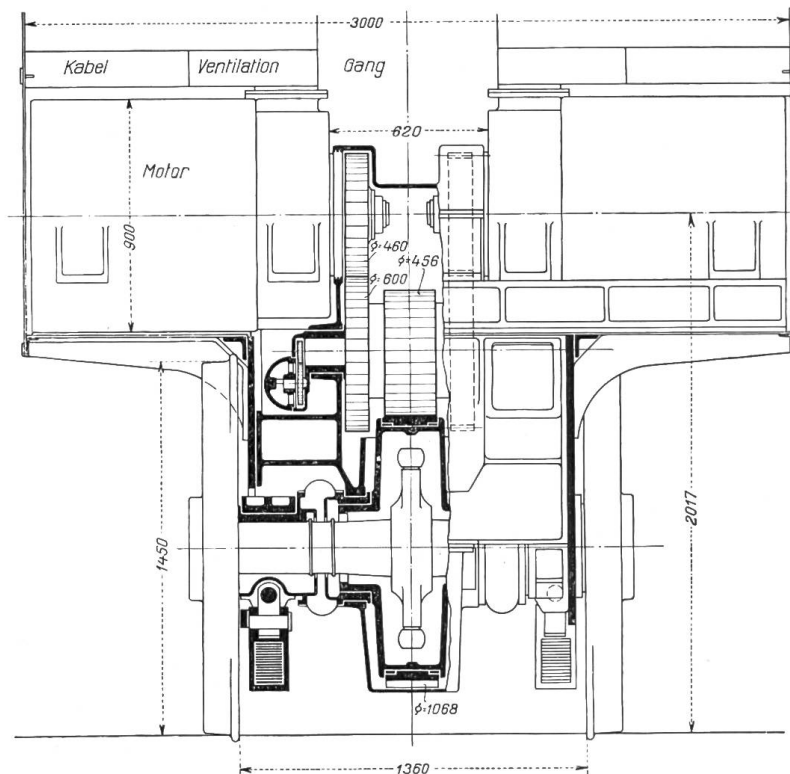 3000
Kabel
Ventilation
Gang
620
Motor
900
ϕ=460
ϕ=456
ϕ=600
1450
2017
ϕ=1068
1360